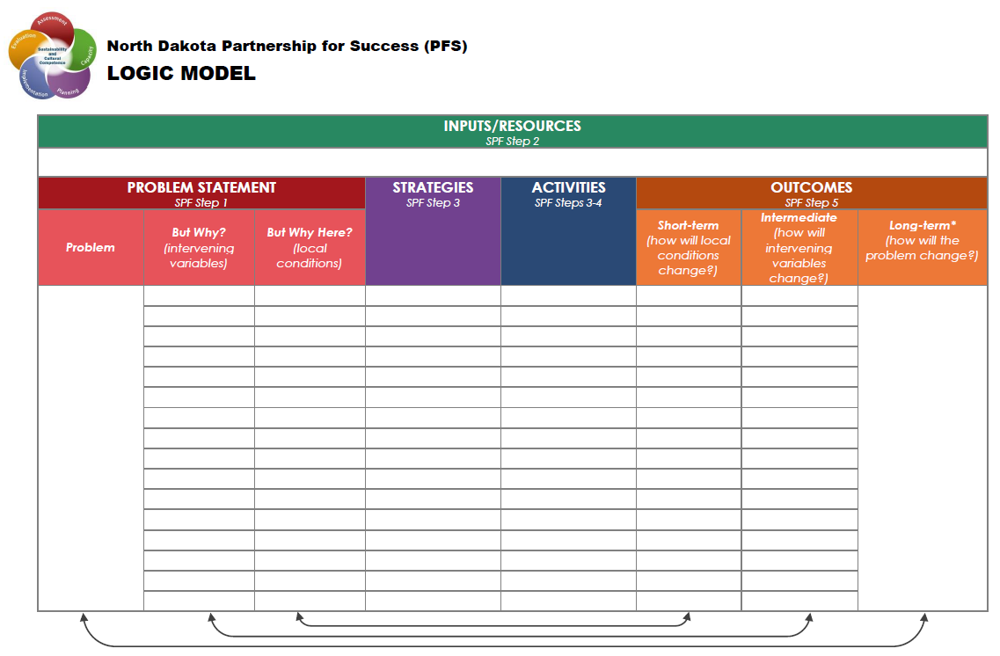 Assessment
Evaluation
Capacity
Sustainability
and
Cultural
Competence
Implementation
Planning
North Dakota Partnership for Success (PFS)
LOGIC MODEL
INPUTS/RESOURCES
SPF Step 2
PROBLEM STATEMENT
SPF Step 1
STRATEGIES
SPF Step 3
ACTIVITIES
SPF Steps 3-4
OUTCOMES
SPF Step 5
Problem
But Why?
(intervening
variables)
But Why Here?
(local
conditions)
Short-term
(how will local
conditions
change?)
Intermediate
(how will
intervening
variables
change?)
Long-term*
(how will the
problem change?)